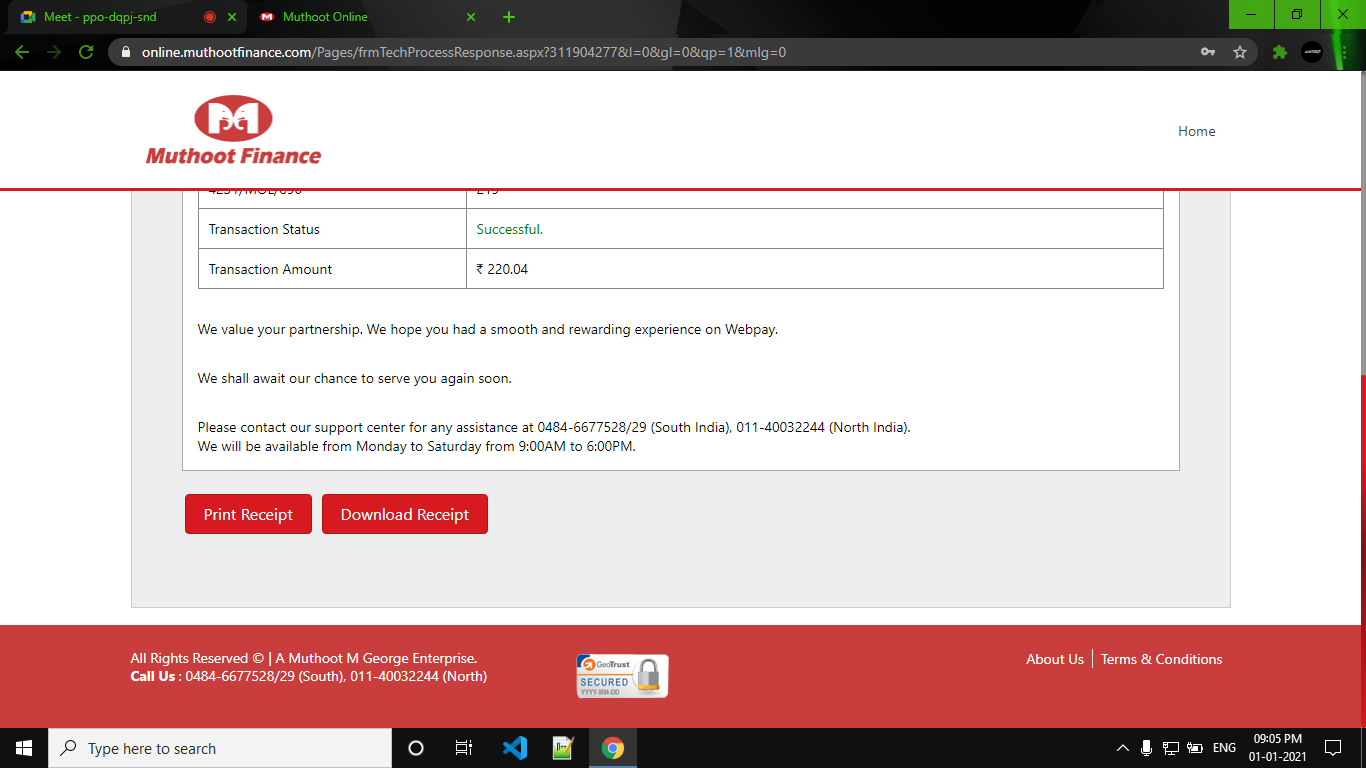 Meet - ppo-dqpj-snd
Muthoot Online
online.muthootfinance.com/Pages/frmTechProcessResponse.aspx?311904277&l=0&gl=0&qp=1&mlg=0
Muthoot Finance
Home
Transaction Status
Successful.
Transaction Amount
₹ 220.04
We value your partnership. We hope you had a smooth and rewarding experience on Webpay.
We shall await our chance to serve you again soon.
Please contact our support center for any assistance at 0484-6677528/29 (South India), 011-40032244 (North India).
We will be available from Monday to Saturday from 9:00AM to 6:00PM.
Print Receipt
Download Receipt
All Rights Reserved © | A Muthoot M George Enterprise.
Call Us : 0484-6677528/29 (South), 011-40032244 (North)
GeoTrust
SECURED
YYYY-MM-DD
About Us
Terms & Conditions
Type here to search
ENG
09:05 PM
01-01-2021